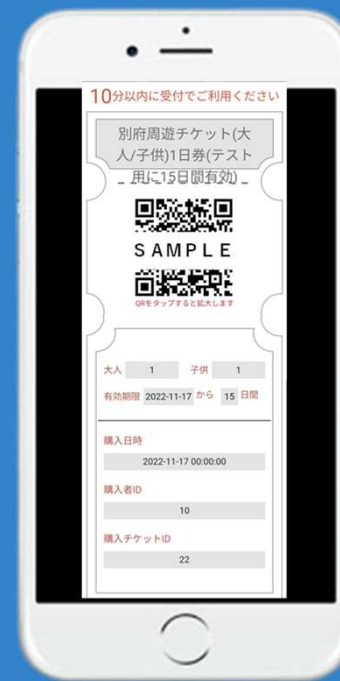 10分以内に受付でご利用ください
別府周遊チケット(大
人/子供)1日券(テスト
用に15日間有効)
SAMPLE
QRをタップすると拡大します
大人 1 子供 1
有効期限 2022-11-17 から 15 日間
購入日時
2022-11-17 00:00:00
購入者ID
10
購入チケットID
22